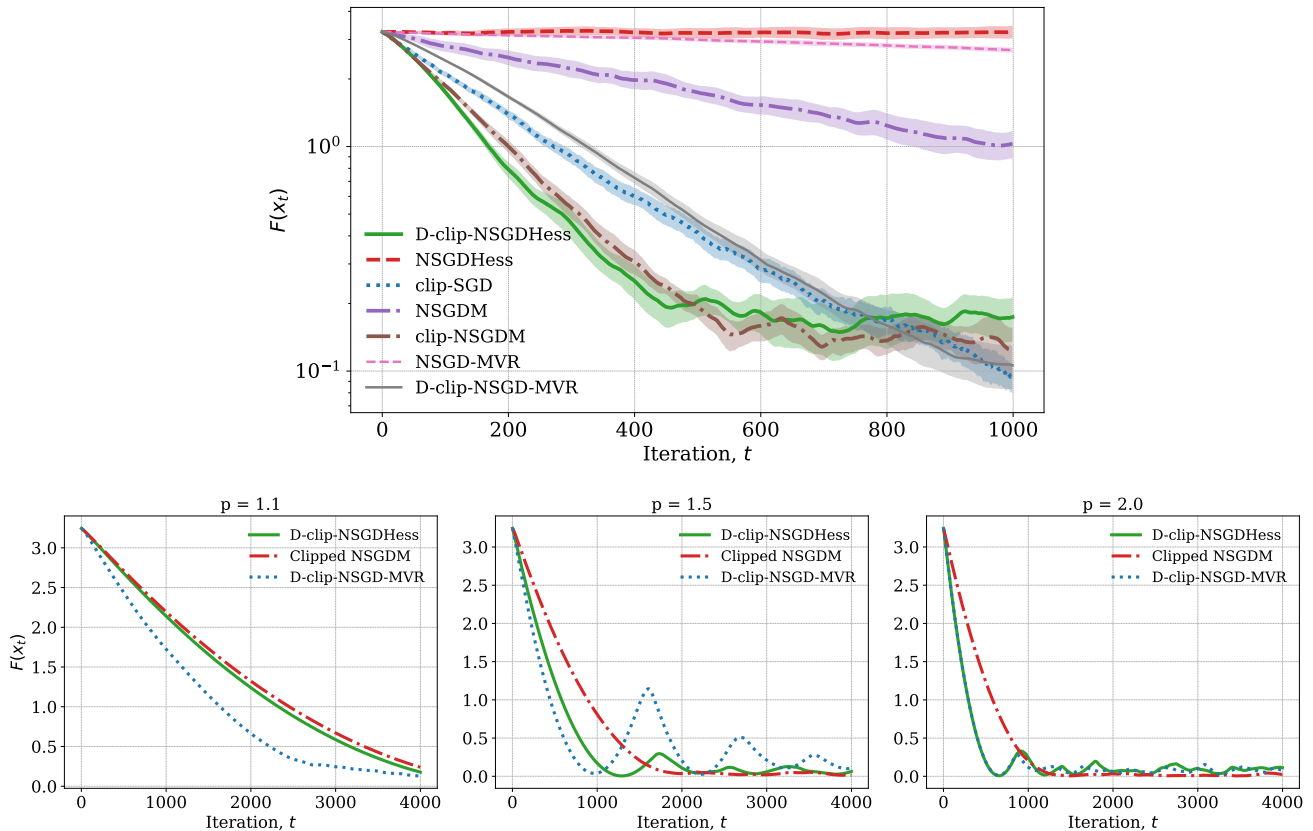 10⁰
10⁻¹
F(xₜ)
D-clip-NSGDHess
NSGDHess
clip-SGD
NSGDM
clip-NSGDM
NSGD-MVR
D-clip-NSGD-MVR
0 200 400 600 800 1000
Iteration, t
p = 1.1
3.0
2.5
2.0
1.5
1.0
0.5
0.0
F(xₜ)
D-clip-NSGDHess
Clipped NSGDM
D-clip-NSGD-MVR
0 1000 2000 3000 4000
Iteration, t
p = 1.5
3.0
2.5
2.0
1.5
1.0
0.5
0.0
D-clip-NSGDHess
Clipped NSGDM
D-clip-NSGD-MVR
0 1000 2000 3000 4000
Iteration, t
p = 2.0
3.0
2.5
2.0
1.5
1.0
0.5
0.0
D-clip-NSGDHess
Clipped NSGDM
D-clip-NSGD-MVR
0 1000 2000 3000 4000
Iteration, t